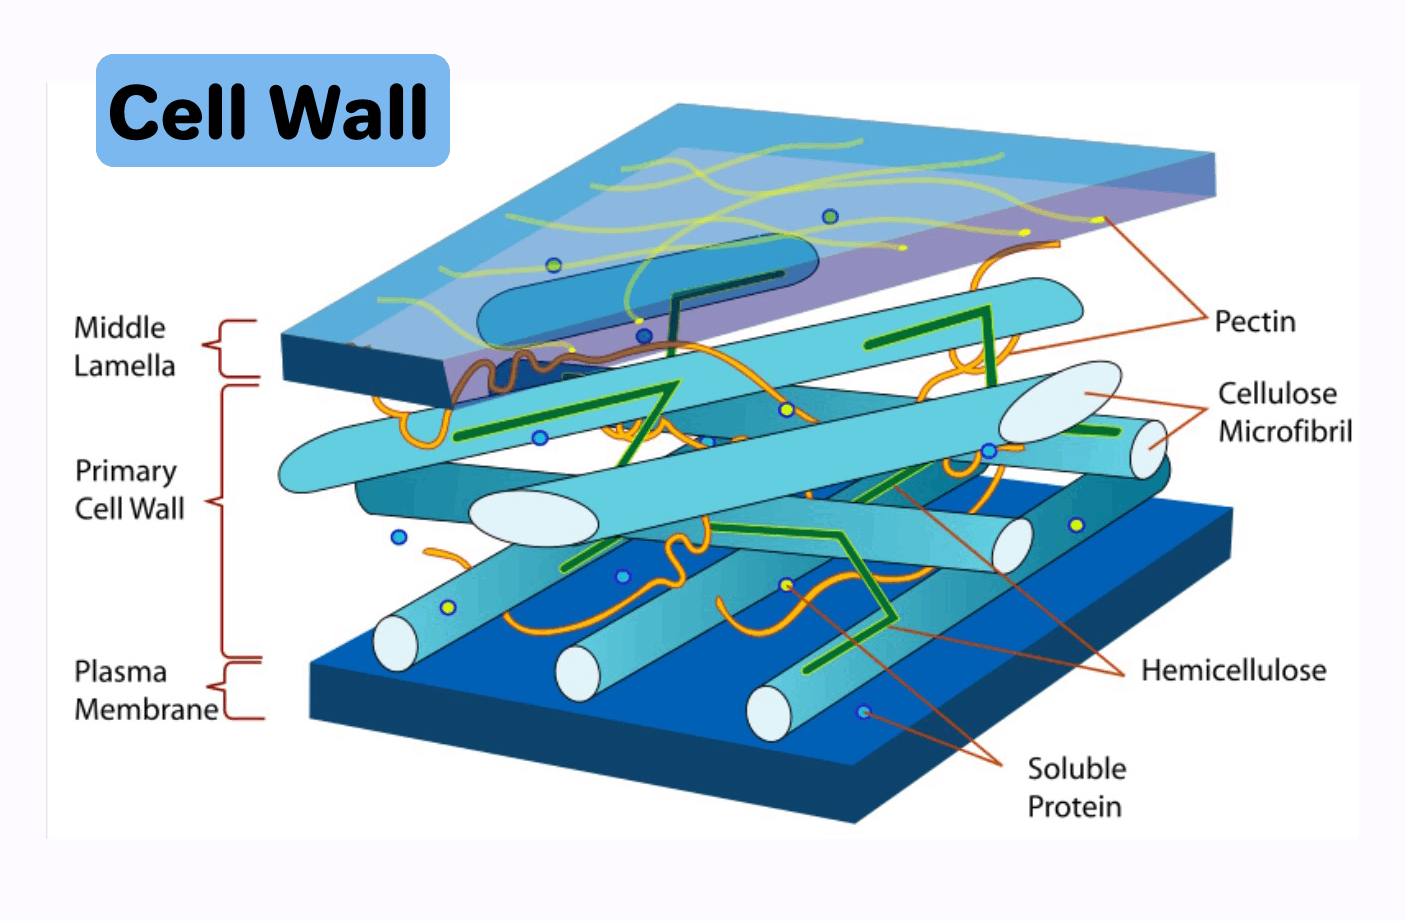 Cell Wall
Middle
Lamella
Primary
Cell Wall
Plasma
Membrane
Pectin
Cellulose
Microfibril
Hemicellulose
Soluble
Protein